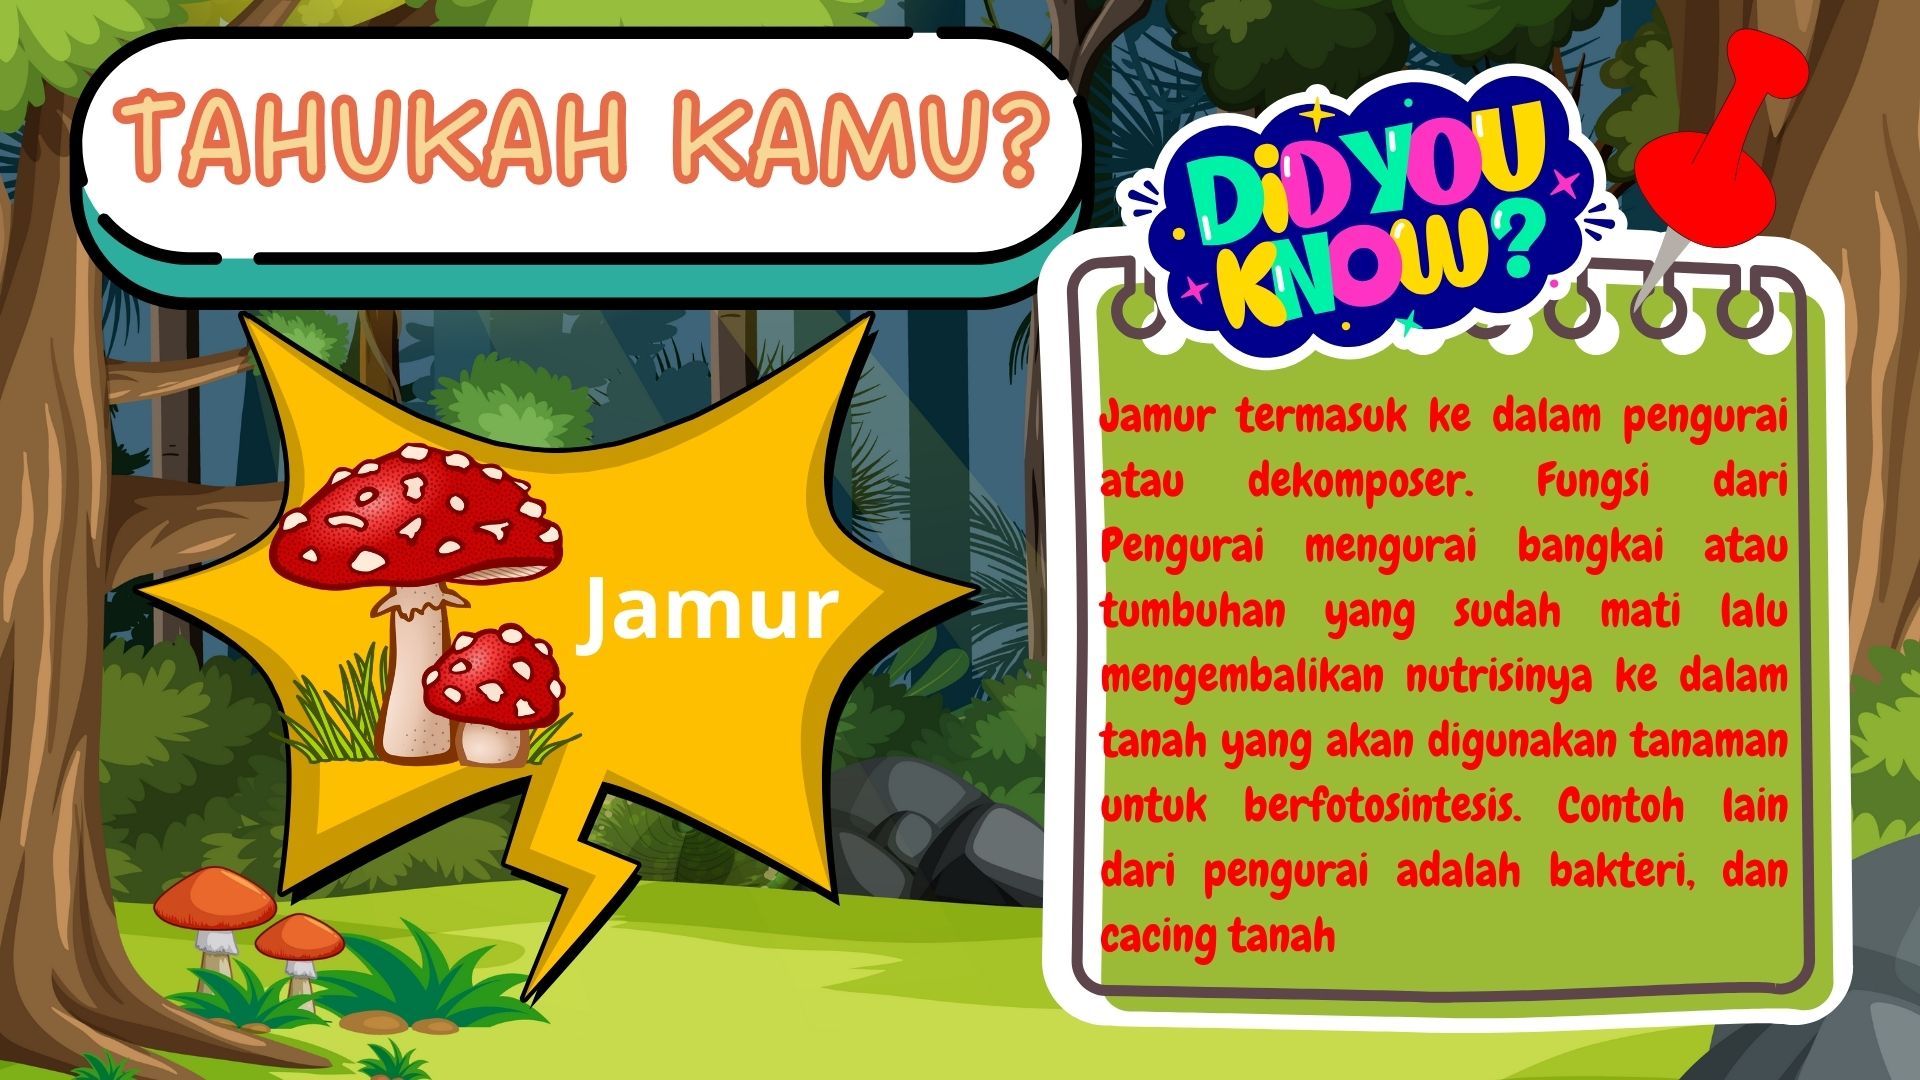 TAHUKAH KAMU?
DiD YOU
KNOW?
Jamur
Jamur termasuk ke dalam pengurai
atau dekomposer. Fungsi dari
Pengurai mengurai bangkai atau
tumbuhan yang sudah mati lalu
mengembalikan nutrisinya ke dalam
tanah yang akan digunakan tanaman
untuk berfotosintesis. Contoh lain
dari pengurai adalah bakteri, dan
cacing tanah